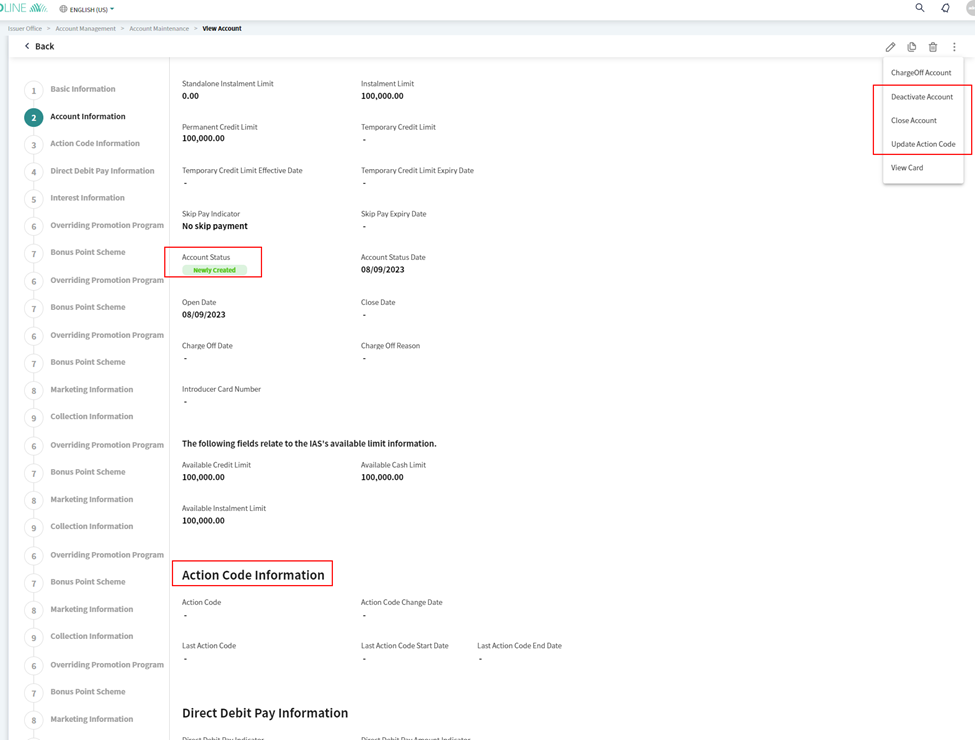 DLINE
ENGLISH (US)
Issuer Office > Account Management > Account Maintenance > View Account
Back
ChargeOff Account
Deactivate Account
Close Account
Update Action Code
View Card
1 Basic Information
2 Account Information
3 Action Code Information
4 Direct Debit Pay Information
5 Interest Information
6 Overriding Promotion Program
7 Bonus Point Scheme
6 Overriding Promotion Program
7 Bonus Point Scheme
6 Overriding Promotion Program
7 Bonus Point Scheme
8 Marketing Information
9 Collection Information
6 Overriding Promotion Program
7 Bonus Point Scheme
8 Marketing Information
9 Collection Information
6 Overriding Promotion Program
7 Bonus Point Scheme
8 Marketing Information
9 Collection Information
6 Overriding Promotion Program
7 Bonus Point Scheme
8 Marketing Information
Standalone Instalment Limit Instalment Limit
0.00 100,000.00
Permanent Credit Limit Temporary Credit Limit
100,000.00 -
Temporary Credit Limit Effective Date Temporary Credit Limit Expiry Date
- -
Skip Pay Indicator Skip Pay Expiry Date
No skip payment -
Account Status Account Status Date
Newly Created 08/09/2023
Open Date Close Date
08/09/2023 -
Charge Off Date Charge Off Reason
- -
Introducer Card Number
-
The following fields relate to the IAS's available limit information.
Available Credit Limit Available Cash Limit
100,000.00 100,000.00
Available Instalment Limit
100,000.00
Action Code Information
Action Code Action Code Change Date
- -
Last Action Code Last Action Code Start Date Last Action Code End Date
- - -
Direct Debit Pay Information
Direct Debit Pay Indicator Direct Debit Pay Amount Indicator